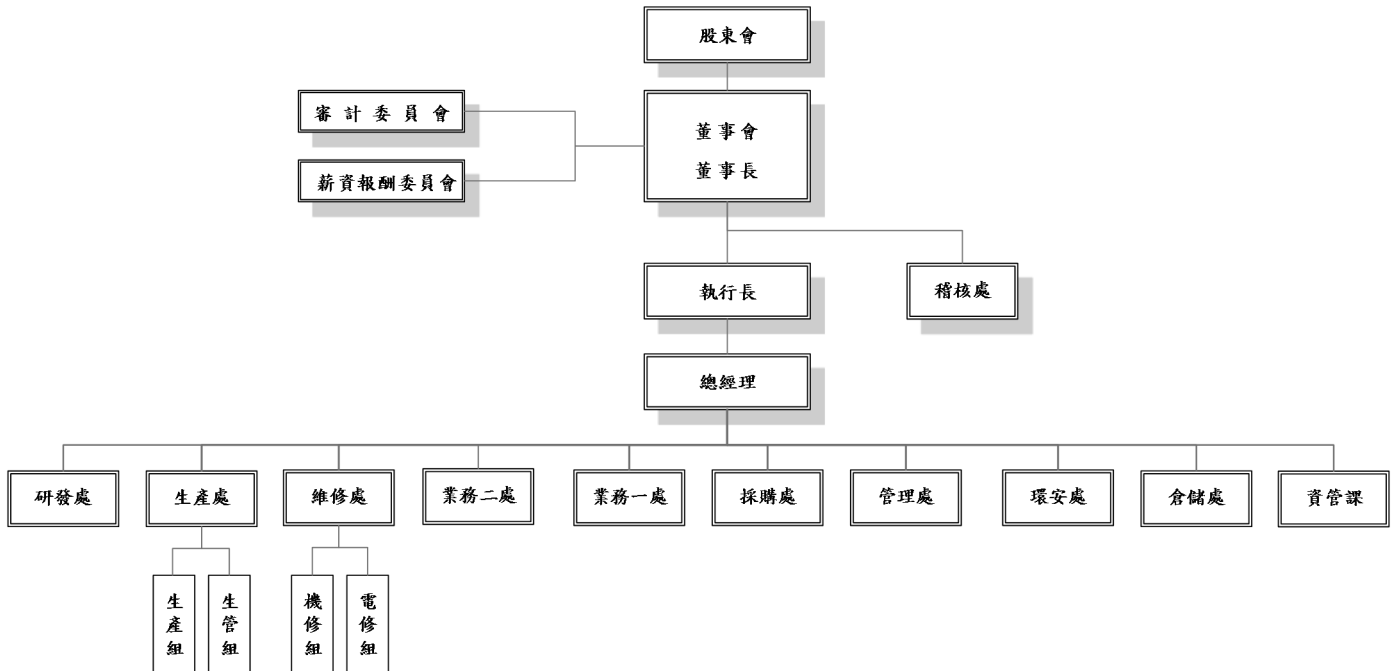 股東會
審計委員會
薪資報酬委員會
董事會
董事長
執行長
稽核處
總經理
研發處
生產處
維修處
業務二處
業務一處
採購處
管理處
環安處
倉儲處
資管課
生產組
生管組
機修組
電修組